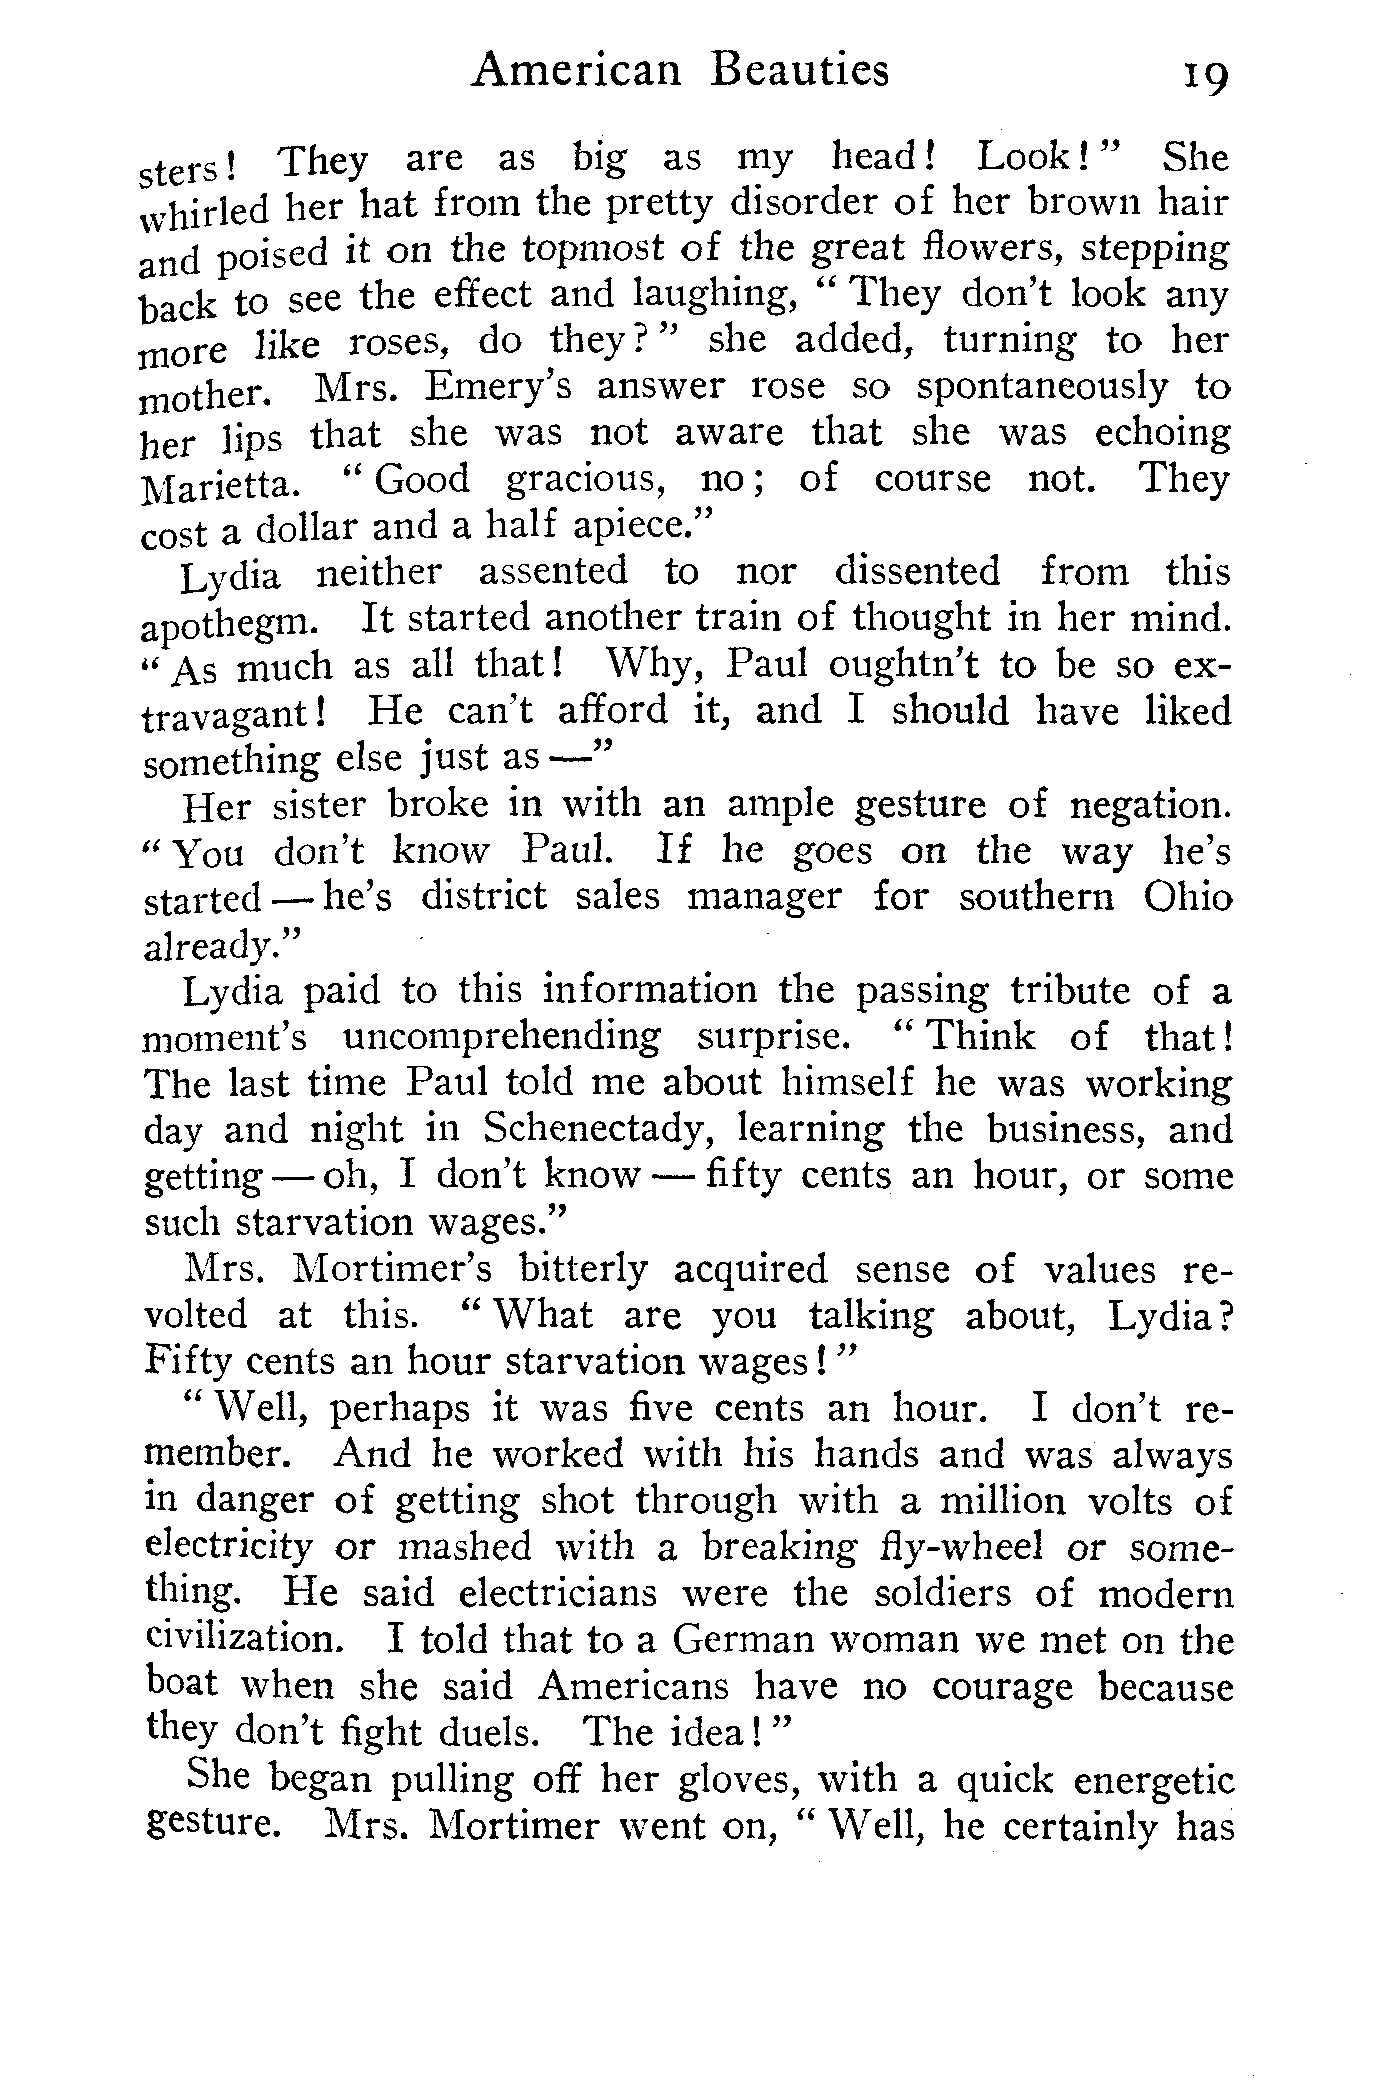 American Beauties 19
sters! They are as big as my head! Look!" She
whirled her hat from the pretty disorder of her brown hair
and poised it on the topmost of the great flowers, stepping
back to see the effect and laughing, "They don't look any
more like roses, do they?" she added, turning to her
mother. Mrs. Emery's answer rose so spontaneously to
her lips that she was not aware that she was echoing
Marietta. "Good gracious, no; of course not. They
cost a dollar and a half apiece."
Lydia neither assented to nor dissented from this
apothegm. It started another train of thought in her mind.
"As much as all that! Why, Paul oughtn't to be so ex-
travagant! He can't afford it, and I should have liked
something else just as—"
Her sister broke in with an ample gesture of negation.
"You don't know Paul. If he goes on the way he's
started—he's district sales manager for southern Ohio
already."
Lydia paid to this information the passing tribute of a
moment's uncomprehending surprise. "Think of that!
The last time Paul told me about himself he was working
day and night in Schenectady, learning the business, and
getting—oh, I don't know—fifty cents an hour, or some
such starvation wages."
Mrs. Mortimer's bitterly acquired sense of values re-
volted at this. "What are you talking about, Lydia?
Fifty cents an hour starvation wages!"
"Well, perhaps it was five cents an hour. I don't re-
member. And he worked with his hands and was always
in danger of getting shot through with a million volts of
electricity or mashed with a breaking fly-wheel or some-
thing. He said electricians were the soldiers of modern
civilization. I told that to a German woman we met on the
boat when she said Americans have no courage because
they don't fight duels. The idea!"
She began pulling off her gloves, with a quick energetic
gesture. Mrs. Mortimer went on, "Well, he certainly has